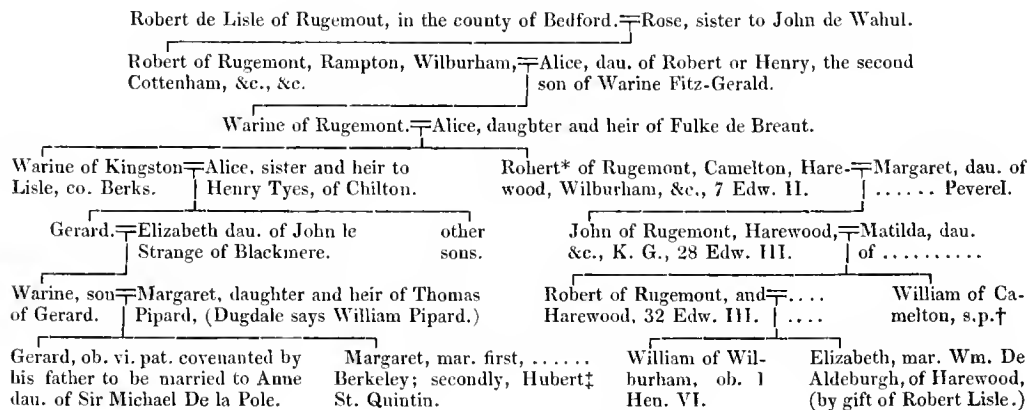 Robert de Lisle of Rugemout, in the county of Bedford.=Rose, sister to John de Wahul.
Robert of Rugemont, Rampton, Wilburham,=Alice, dau. of Robert or Henry, the second
Cottenham, &c., &c. son of Warine Fitz-Gerald.
Warine of Rugemont.=Alice, daughter and heir of Fulke de Breant.
Warine of Kingston=Alice, sister and heir to Robert* of Rugemont, Camelton, Hare-=Margaret, dau. of
Lisle, co. Berks. Henry Tyes, of Chilton. wood, Wilburham, &c., 7 Edw. II. ...... Peverel.
Gerard.=Elizabeth dau. of John le other John of Rugemont, Harewood,=Matilda, dau.
Strange of Blackmere. sons. &c., K. G., 28 Edw. III. of ..........
Warine, son=Margaret, daughter and heir of Thomas Robert of Rugemont, and=.... William of Ca-
of Gerard. Pipard, (Dugdale says William Pipard.) Harewood, 32 Edw. III. .... melton, s.p.†
Gerard, ob. vi. pat. covenanted by Margaret, mar. first, ...... William of Wil- Elizabeth, mar. Wm. De
his father to be married to Anne Berkeley; secondly, Hubert‡ burham, ob. 1 Aldeburgh, of Harewood,
dau. of Sir Michael De la Pole. St. Quintin. Hen. VI. (by gift of Robert Lisle.)